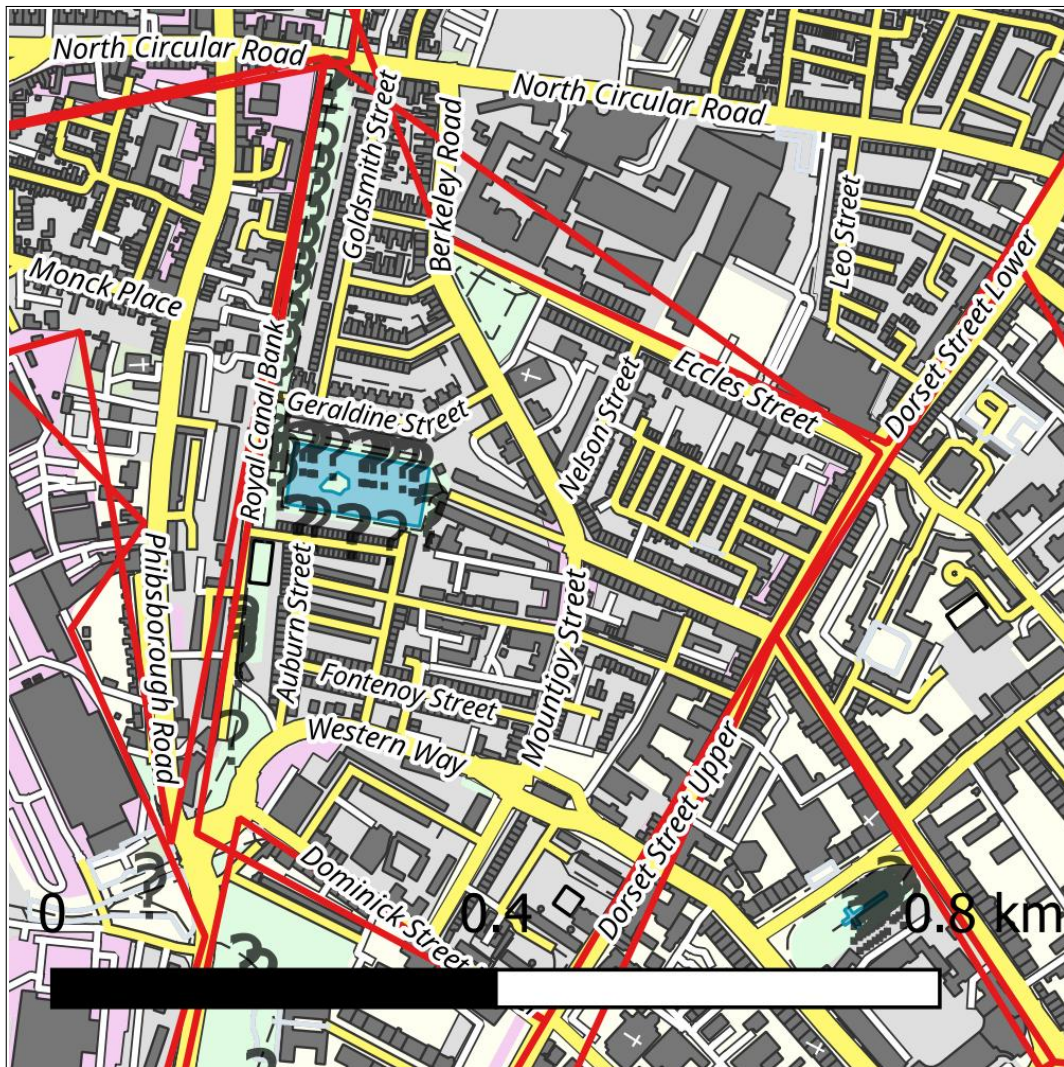 North Circular Road
North Circular Road
Goldsmith Street
Berkeley Road
Leo Street
Monck Place
Dorset Street Lower
Royal Canal Bank
Eccles Street
Geraldine Street
Nelson Street
Phibsborough Road
Auburn Street
Mountjoy Street
Fontenoy Street
Western Way
Dorset Street Upper
Dominick Street
0
0.4
0.8 km